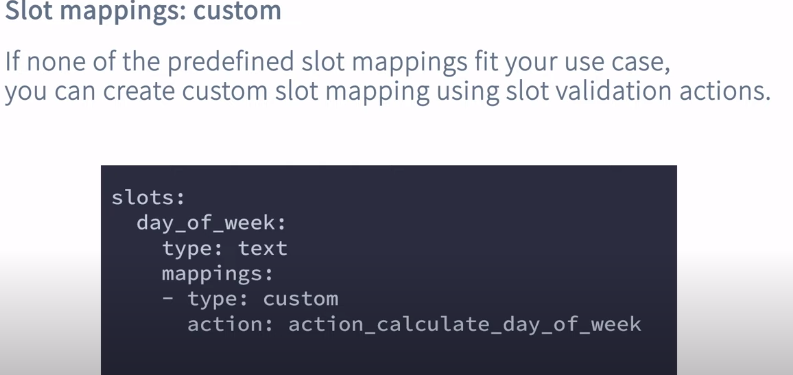 Slot mappings: custom
If none of the predefined slot mappings fit your use case,
you can create custom slot mapping using slot validation actions.
slots:
  day_of_week:
    type: text
    mappings:
    - type: custom
      action: action_calculate_day_of_week